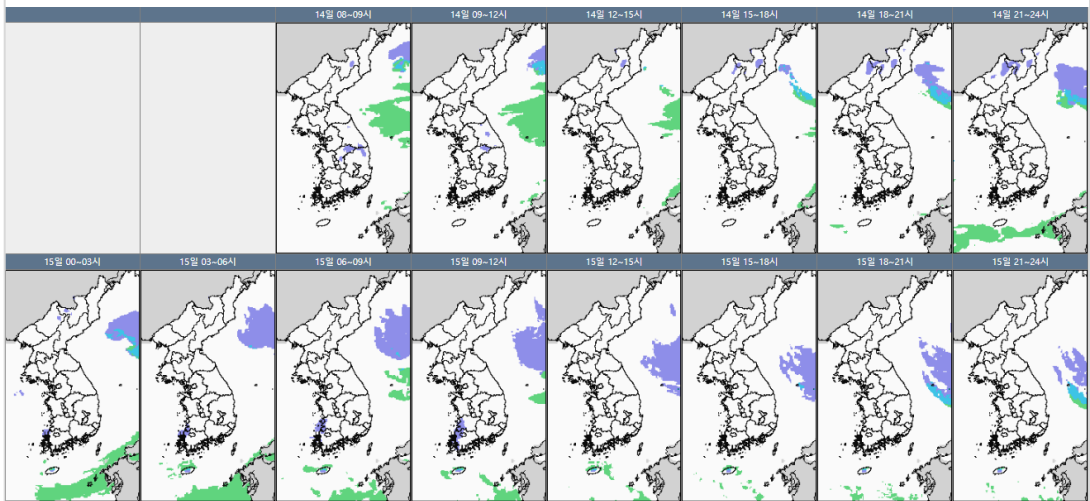 14일 08~09시
14일 09~12시
14일 12~15시
14일 15~18시
14일 18~21시
14일 21~24시
15일 00~03시
15일 03~06시
15일 06~09시
15일 09~12시
15일 12~15시
15일 15~18시
15일 18~21시
15일 21~24시